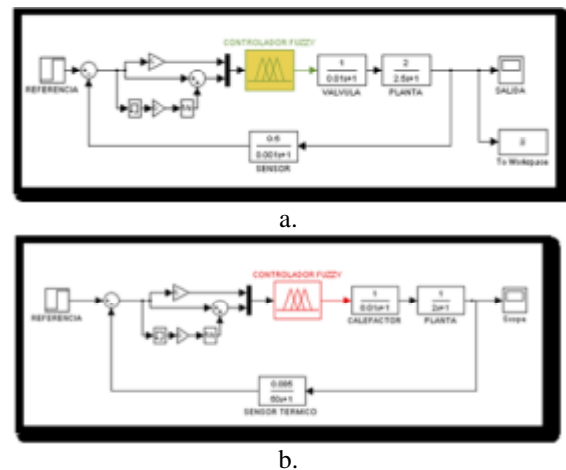 CONTROLADOR FUZZY
REFERENCIA
1
0.01s+1
VALVULA
2
2.5s+1
PLANTA
SALIDA
0.5
0.001s+1
SENSOR
To Workspace
a.
CONTROLADOR FUZZY
REFERENCIA
1
0.01s+1
CALEFACTOR
1
2s+1
PLANTA
Scope
0.005
60s+1
SENSOR TERMICO
b.